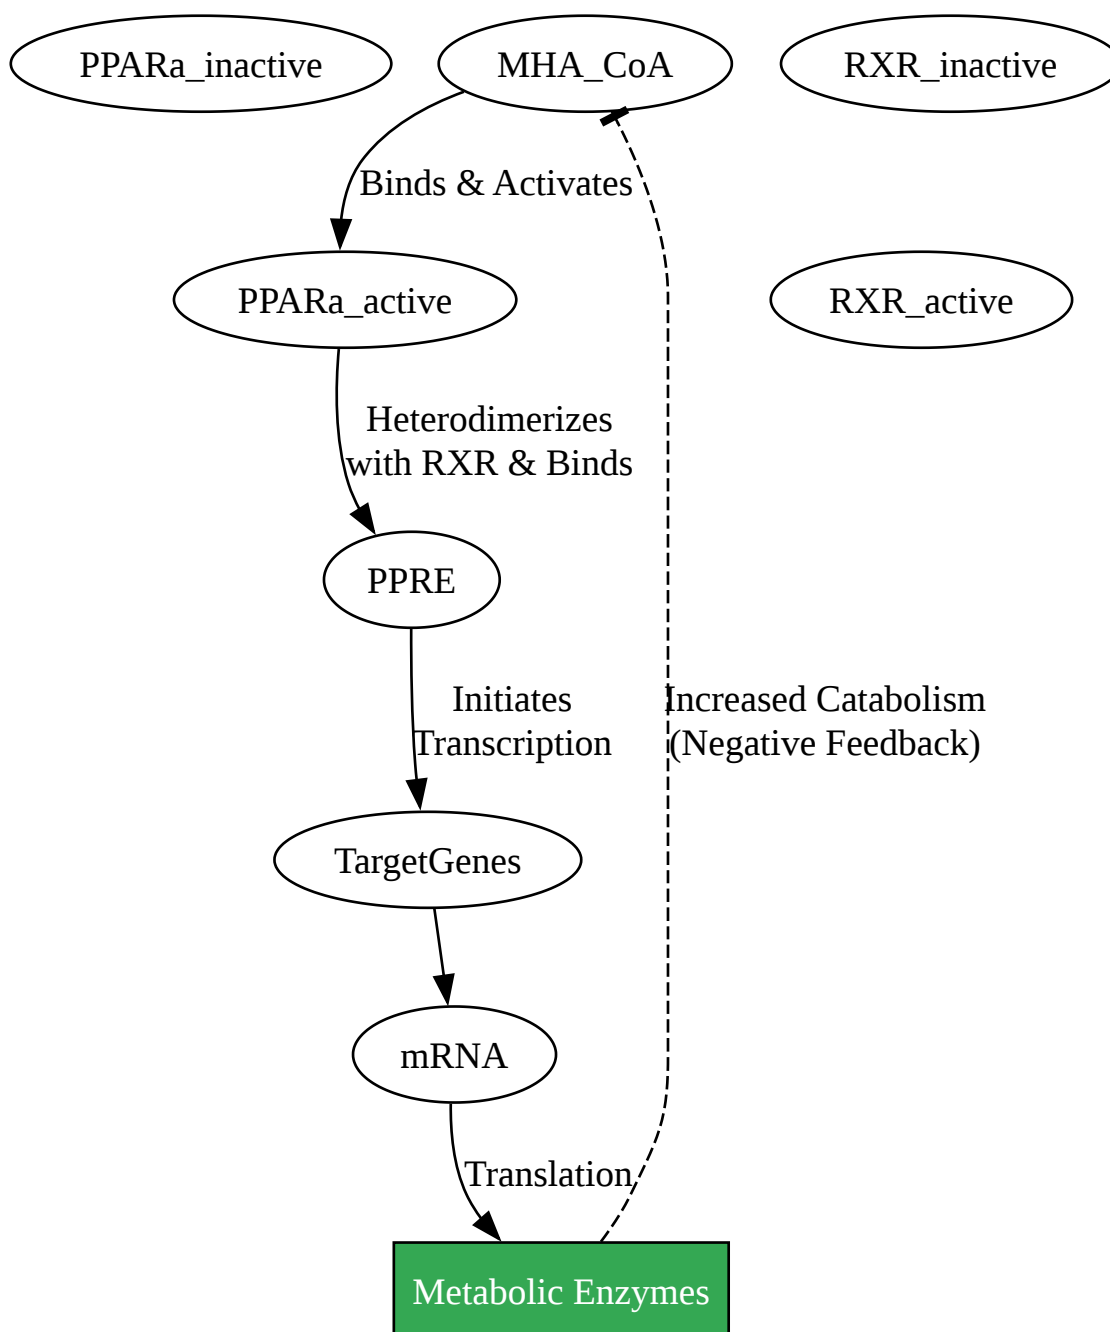 PPARa_inactive
MHA_CoA
RXR_inactive
Binds & Activates
PPARa_active
RXR_active
Heterodimerizes
with RXR & Binds
PPRE
Initiates
Transcription
Increased Catabolism
(Negative Feedback)
TargetGenes
mRNA
Translation
Metabolic Enzymes